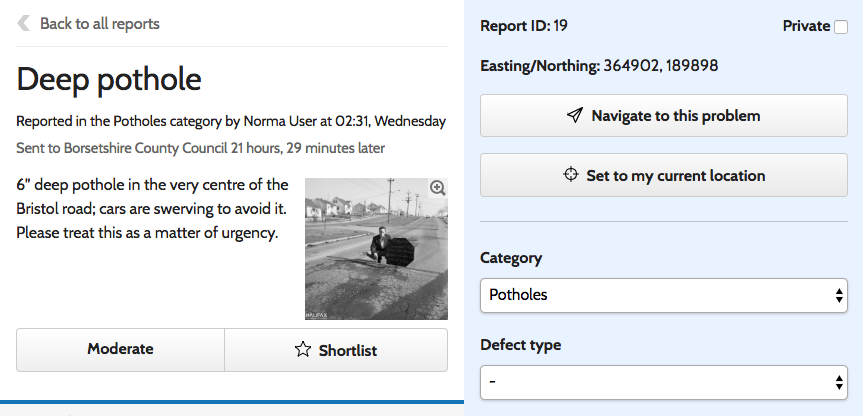 Back to all reports
Deep pothole
Reported in the Potholes category by Norma User at 02:31, Wednesday
Sent to Borsetshire County Council 21 hours, 29 minutes later
6" deep pothole in the very centre of the
Bristol road; cars are swerving to avoid it.
Please treat this as a matter of urgency.
HALIFAX
Moderate
Shortlist
Report ID: 19
Private
Easting/Northing: 364902, 189898
Navigate to this problem
Set to my current location
Category
Potholes
Defect type
-